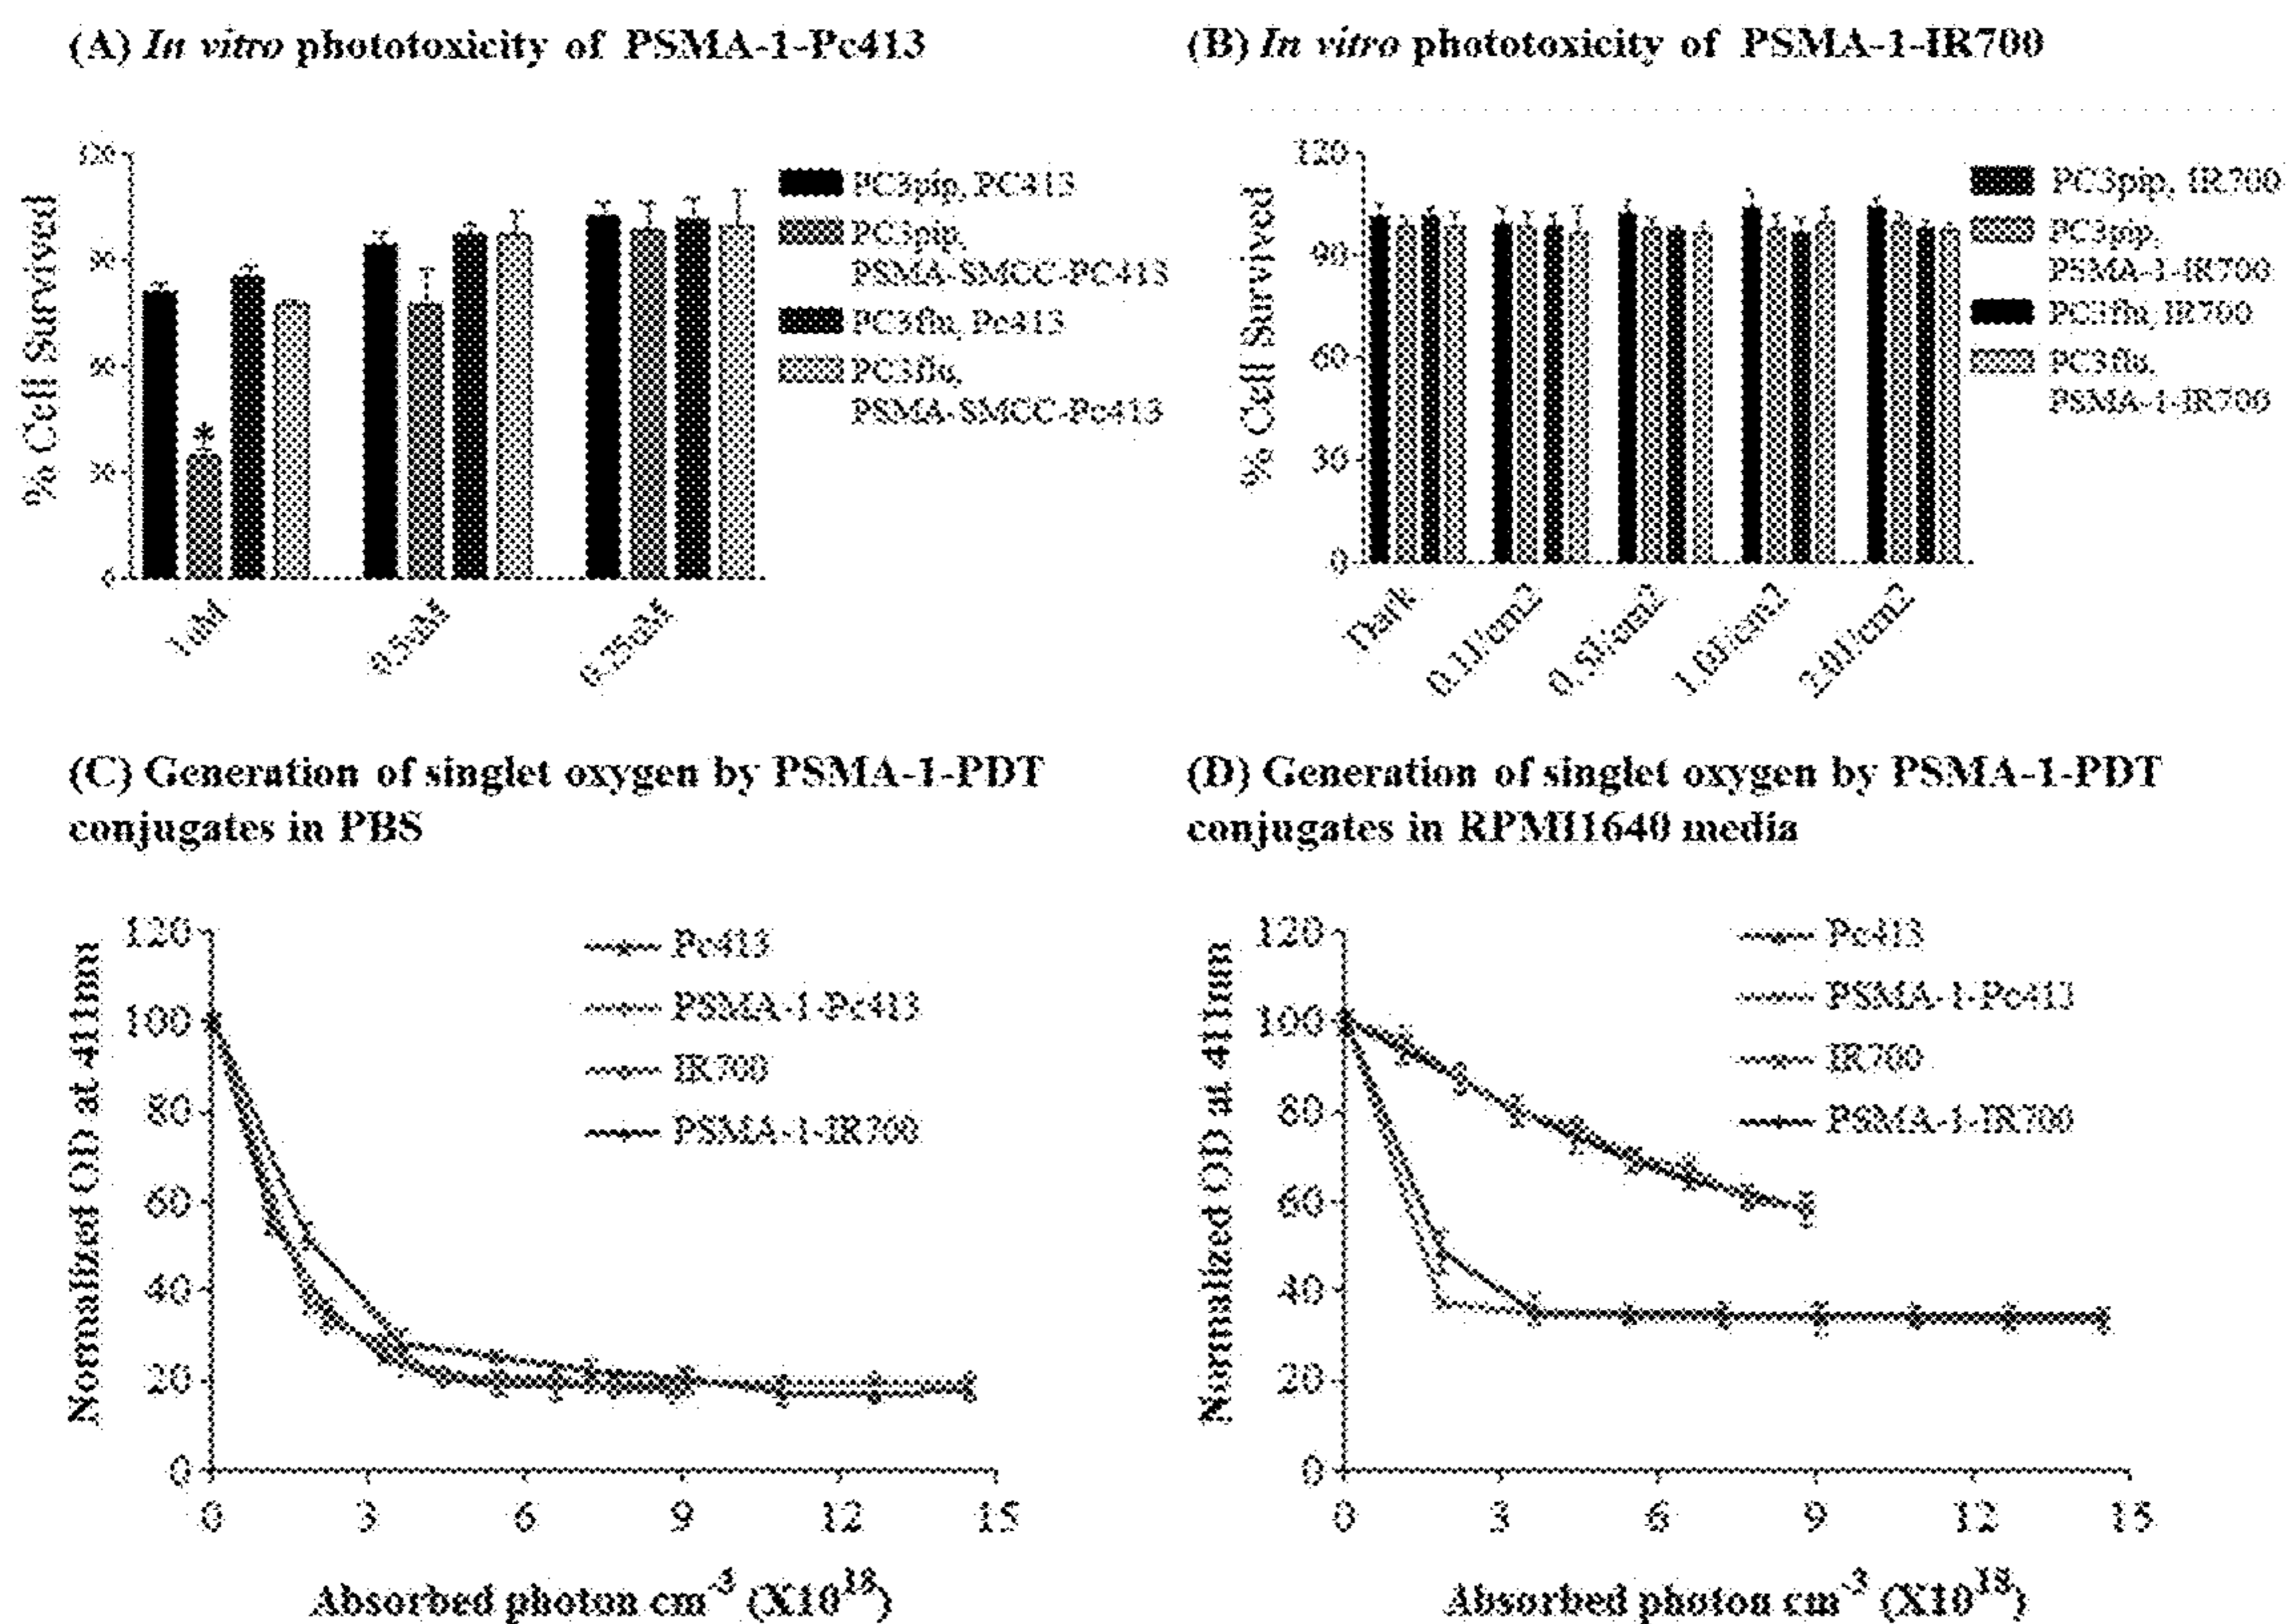 (A) In vitro phototoxicity of PSMA-1-Pc413
(B) In vitro phototoxicity of PSMA-1-IR700
% Cell Survived
120
90
60
30
0
1uM
0.5uM
0.25uM
PC3pip, PC413
PC3pip,
PSMA-SMCC-PC413
PC3flu, Pc413
PC3flu,
PSMA-SMCC-Pc413
*
% Cell Survived
120
90
60
30
0
Dark
0.1J/cm2
0.5J/cm2
1.0J/cm2
2.0J/cm2
PC3pip, IR700
PC3pip,
PSMA-1-IR700
PC3flu, IR700
PC3flu,
PSMA-1-IR700
(C) Generation of singlet oxygen by PSMA-1-PDT
conjugates in PBS
(D) Generation of singlet oxygen by PSMA-1-PDT
conjugates in RPMI1640 media
Normalized OD at 411nm
120
100
80
60
40
20
0
0 3 6 9 12 15
Absorbed photon cm⁻³ (X10¹⁸)
Pc413
PSMA-1-Pc413
IR700
PSMA-1-IR700
Normalized OD at 411nm
120
100
80
60
40
20
0
0 3 6 9 12 15
Absorbed photon cm⁻³ (X10¹⁸)
Pc413
PSMA-1-Pc413
IR700
PSMA-1-IR700